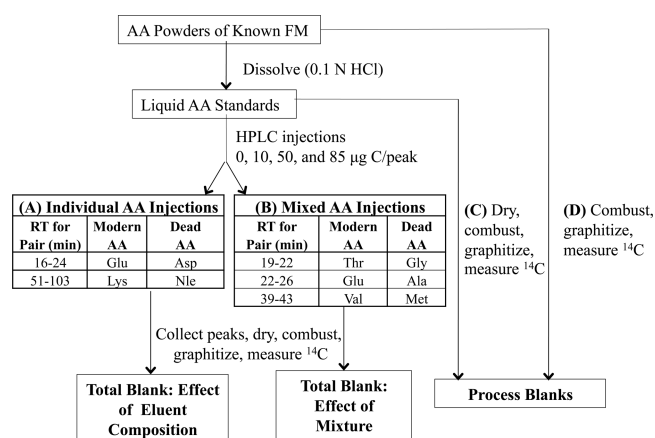 AA Powders of Known FM
Dissolve (0.1 N HCl)
Liquid AA Standards
HPLC injections
0, 10, 50, and 85 μg C/peak
(A) Individual AA Injections
RT for Pair (min) Modern AA Dead AA
16-24 Glu Asp
51-103 Lys Nle
(B) Mixed AA Injections
RT for Pair (min) Modern AA Dead AA
19-22 Thr Gly
22-26 Glu Ala
39-43 Val Met
(C) Dry,
combust,
graphitize,
measure ¹⁴C
(D) Combust,
graphitize,
measure ¹⁴C
Collect peaks, dry, combust,
graphitize, measure ¹⁴C
Total Blank: Effect
of Eluent
Composition
Total Blank:
Effect of
Mixture
Process Blanks